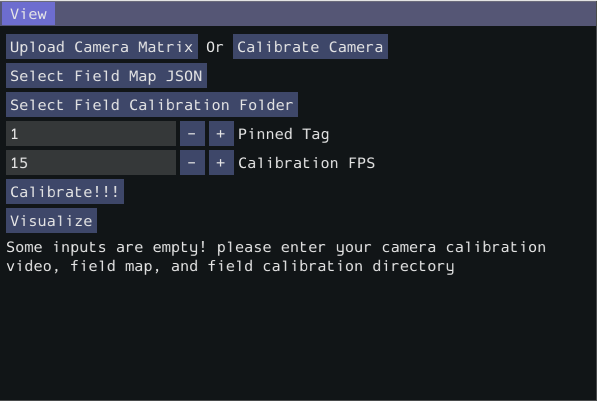 View
Upload Camera Matrix Or Calibrate Camera
Select Field Map JSON
Select Field Calibration Folder
1 - + Pinned Tag
15 - + Calibration FPS
Calibrate!!!
Visualize
Some inputs are empty! please enter your camera calibration
video, field map, and field calibration directory